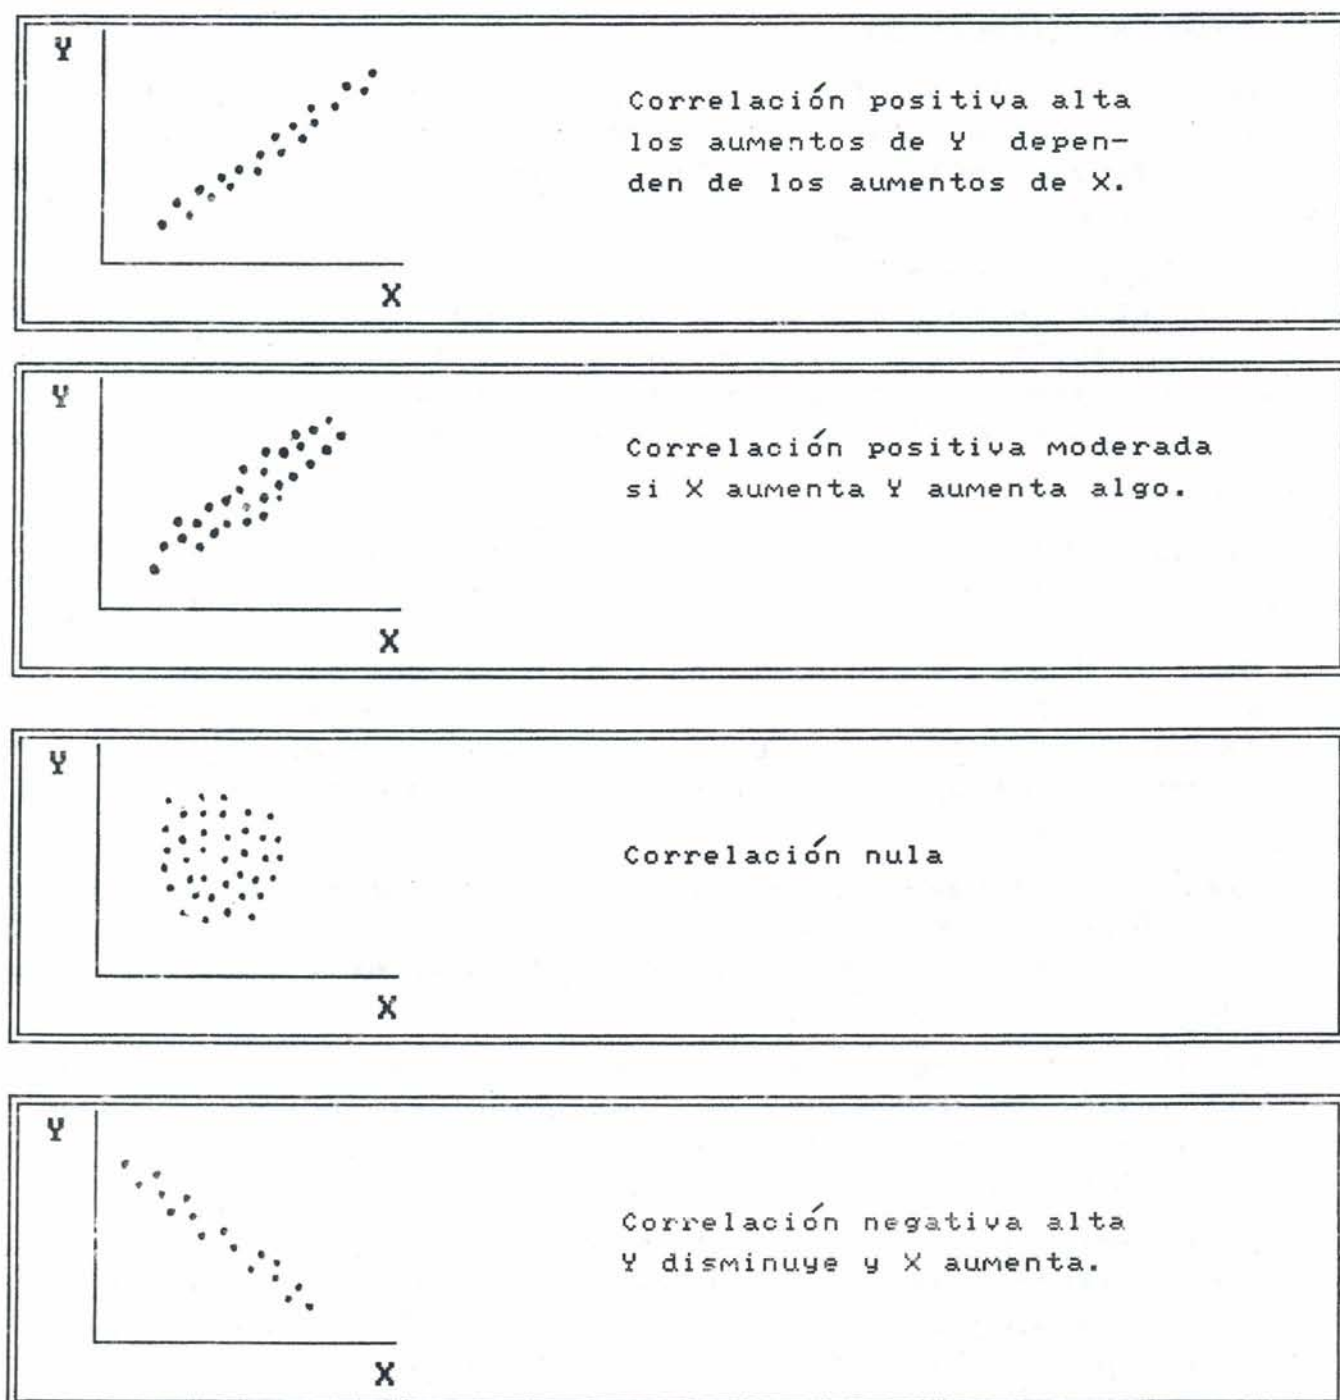 Y
Correlación positiva alta
los aumentos de Y depen-
den de los aumentos de X.
X
Y
Correlación positiva moderada
si X aumenta Y aumenta algo.
X
Y
Correlación nula
X
Y
Correlación negativa alta
Y disminuye y X aumenta.
X